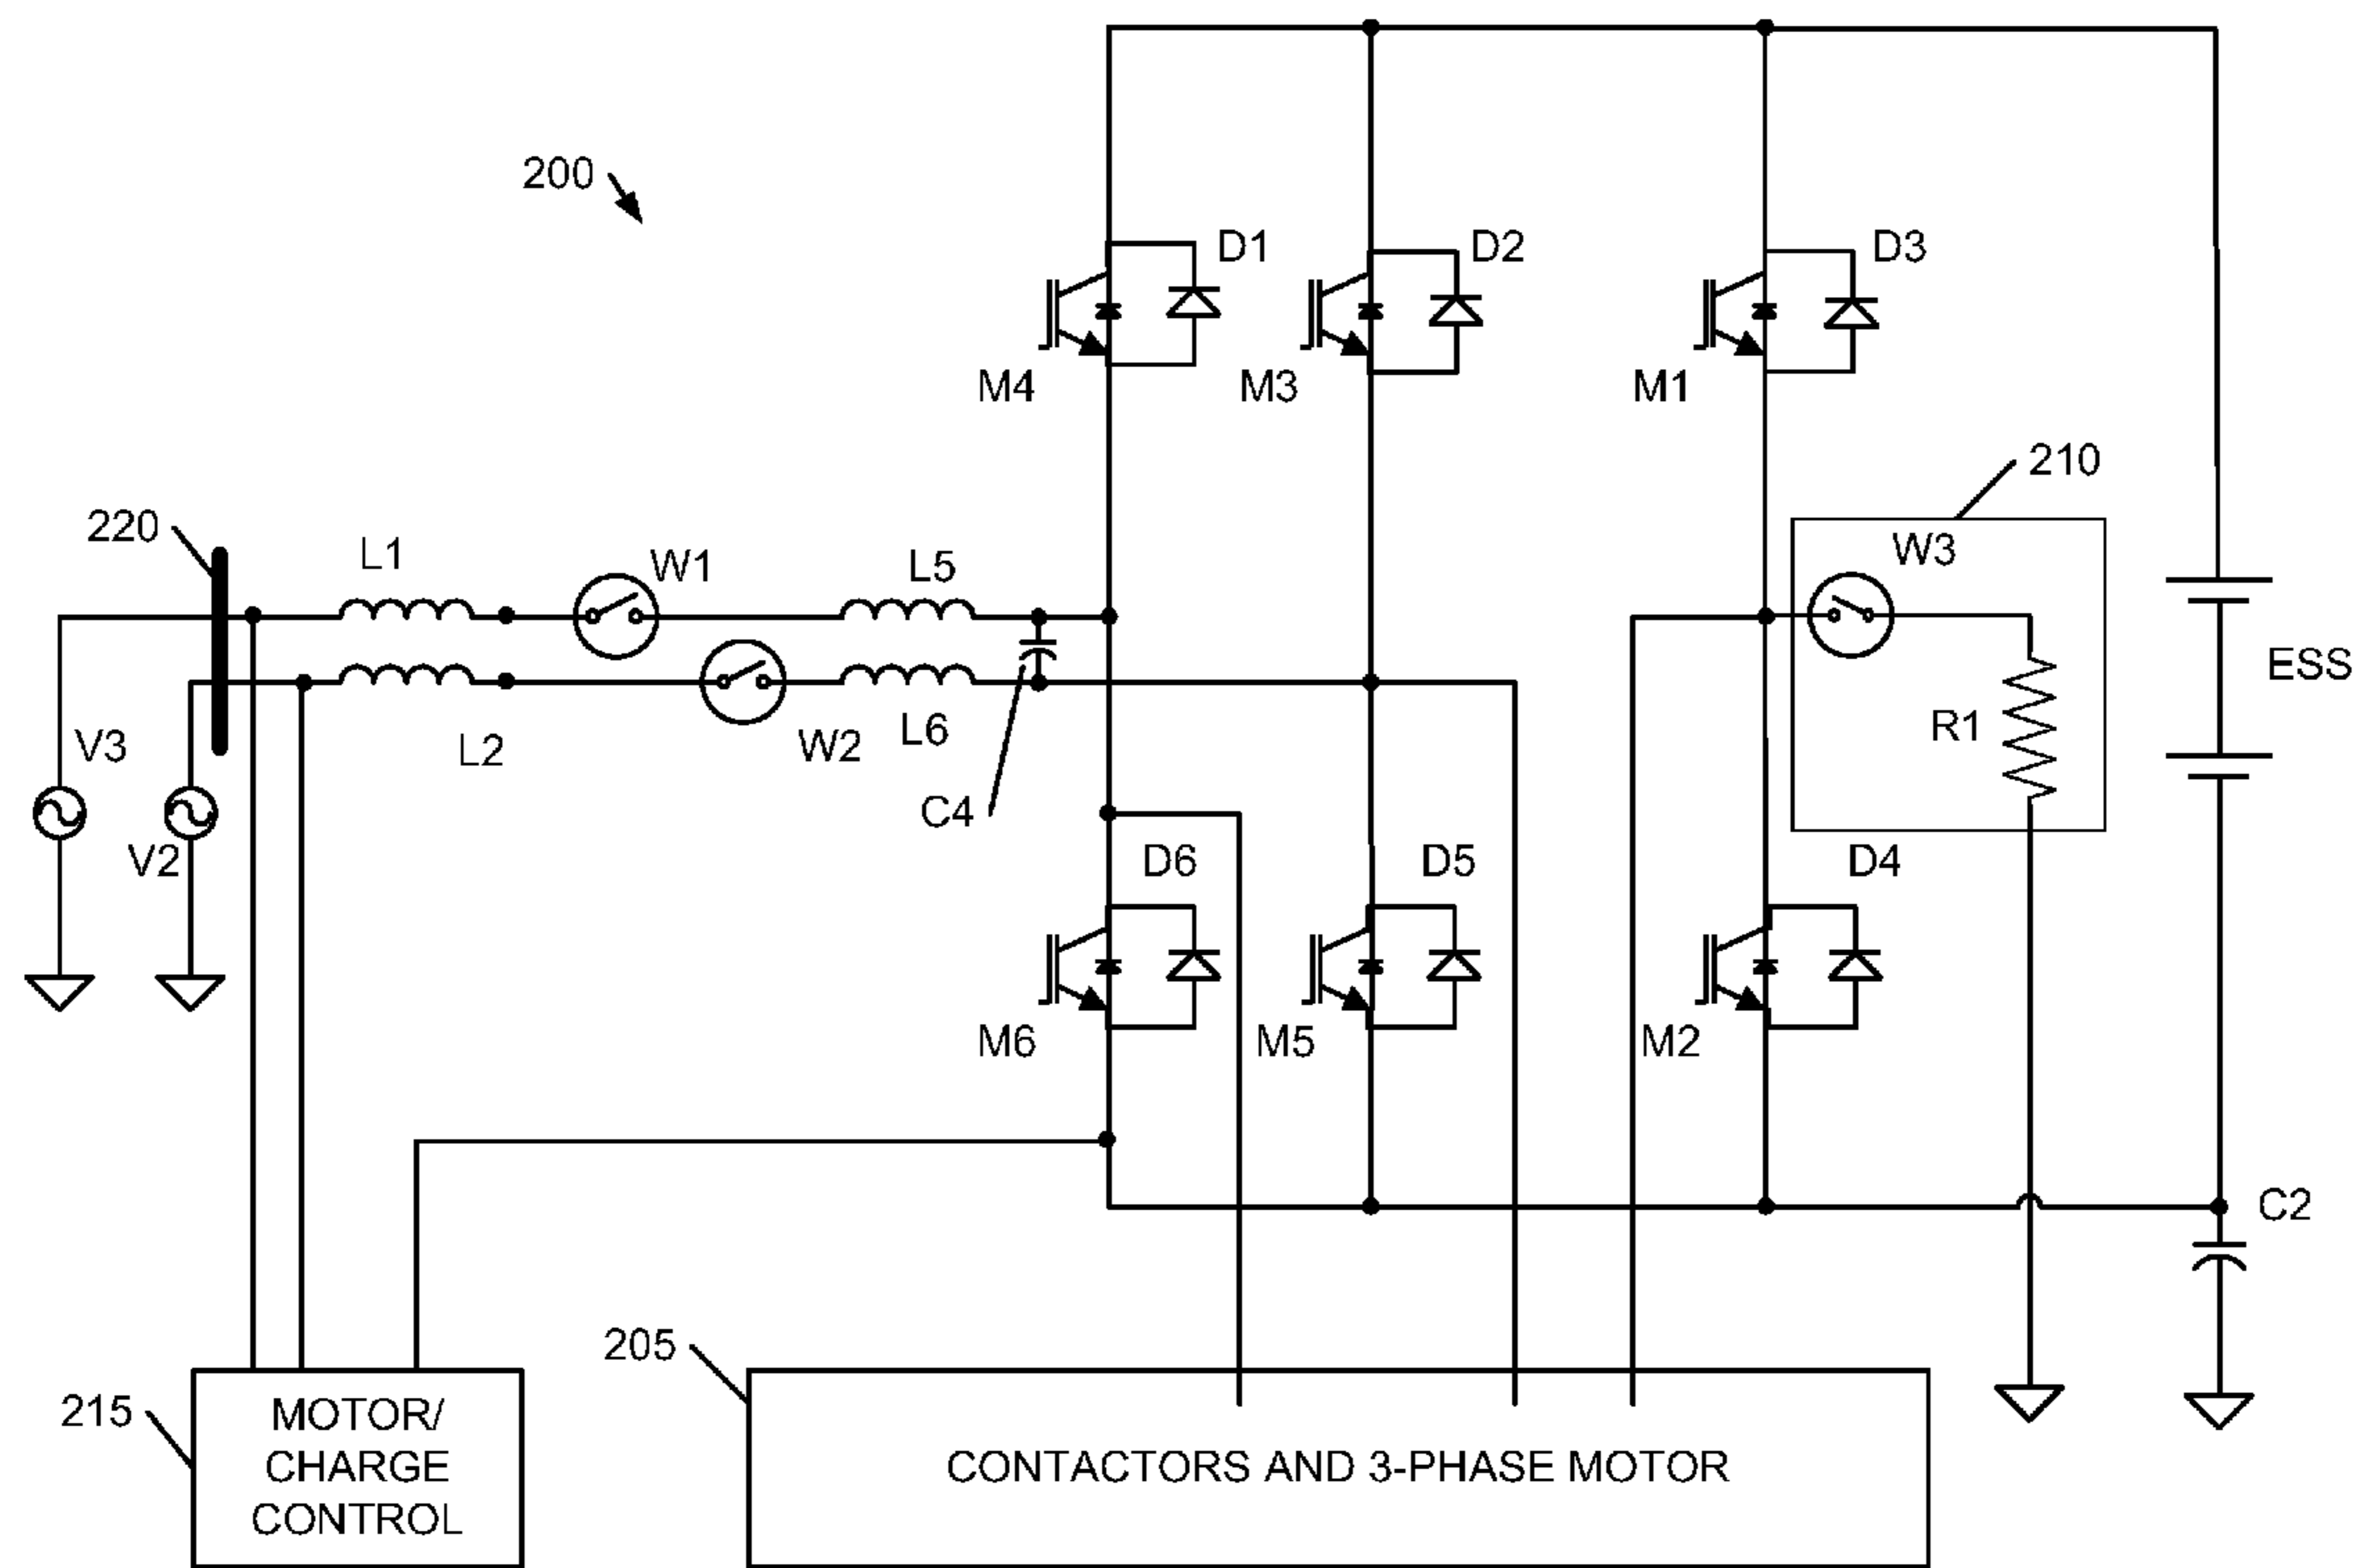 200
D1
D2
D3
M4
M3
M1
210
220
L1
W1
L5
W3
ESS
V3
L2
W2
L6
R1
C4
V2
D6
D5
D4
M6
M5
M2
C2
205
215
MOTOR/
CHARGE
CONTROL
CONTACTORS AND 3-PHASE MOTOR